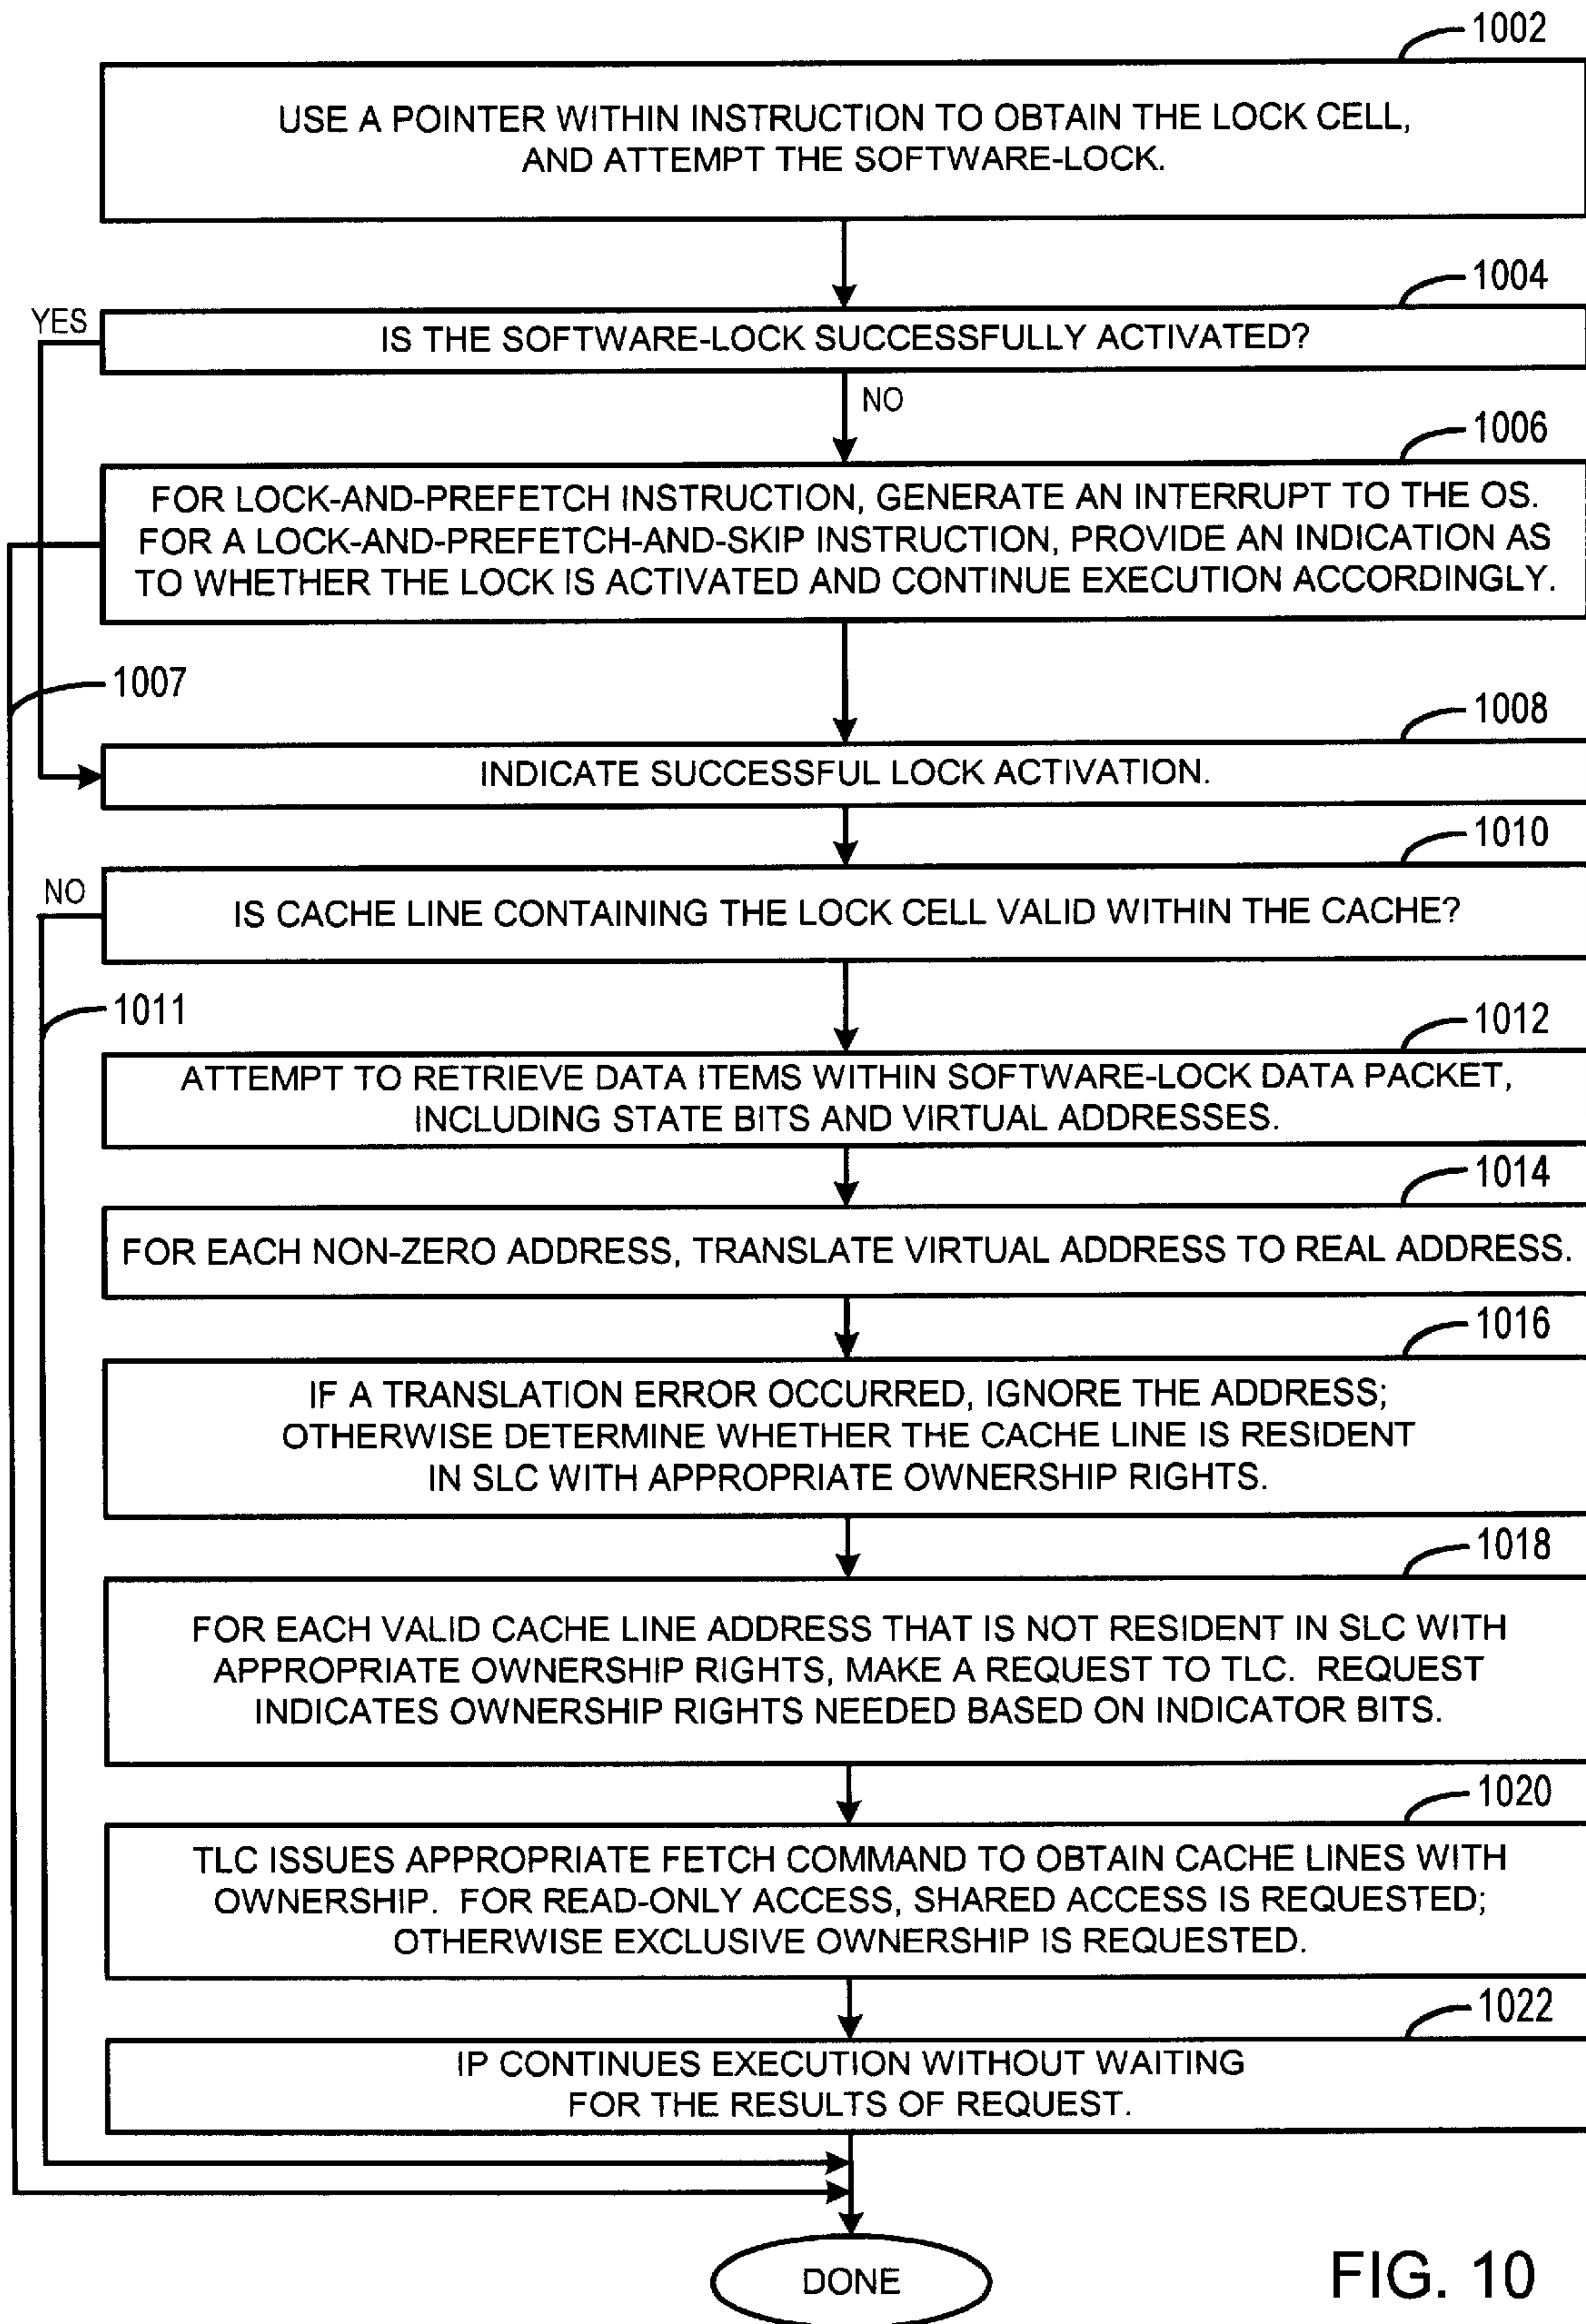 1002
USE A POINTER WITHIN INSTRUCTION TO OBTAIN THE LOCK CELL,
AND ATTEMPT THE SOFTWARE-LOCK.
1004
YES
IS THE SOFTWARE-LOCK SUCCESSFULLY ACTIVATED?
NO
1006
FOR LOCK-AND-PREFETCH INSTRUCTION, GENERATE AN INTERRUPT TO THE OS.
FOR A LOCK-AND-PREFETCH-AND-SKIP INSTRUCTION, PROVIDE AN INDICATION AS
TO WHETHER THE LOCK IS ACTIVATED AND CONTINUE EXECUTION ACCORDINGLY.
1007
1008
INDICATE SUCCESSFUL LOCK ACTIVATION.
1010
NO
IS CACHE LINE CONTAINING THE LOCK CELL VALID WITHIN THE CACHE?
1011
1012
ATTEMPT TO RETRIEVE DATA ITEMS WITHIN SOFTWARE-LOCK DATA PACKET,
INCLUDING STATE BITS AND VIRTUAL ADDRESSES.
1014
FOR EACH NON-ZERO ADDRESS, TRANSLATE VIRTUAL ADDRESS TO REAL ADDRESS.
1016
IF A TRANSLATION ERROR OCCURRED, IGNORE THE ADDRESS;
OTHERWISE DETERMINE WHETHER THE CACHE LINE IS RESIDENT
IN SLC WITH APPROPRIATE OWNERSHIP RIGHTS.
1018
FOR EACH VALID CACHE LINE ADDRESS THAT IS NOT RESIDENT IN SLC WITH
APPROPRIATE OWNERSHIP RIGHTS, MAKE A REQUEST TO TLC. REQUEST
INDICATES OWNERSHIP RIGHTS NEEDED BASED ON INDICATOR BITS.
1020
TLC ISSUES APPROPRIATE FETCH COMMAND TO OBTAIN CACHE LINES WITH
OWNERSHIP. FOR READ-ONLY ACCESS, SHARED ACCESS IS REQUESTED;
OTHERWISE EXCLUSIVE OWNERSHIP IS REQUESTED.
1022
IP CONTINUES EXECUTION WITHOUT WAITING
FOR THE RESULTS OF REQUEST.
DONE
FIG. 10